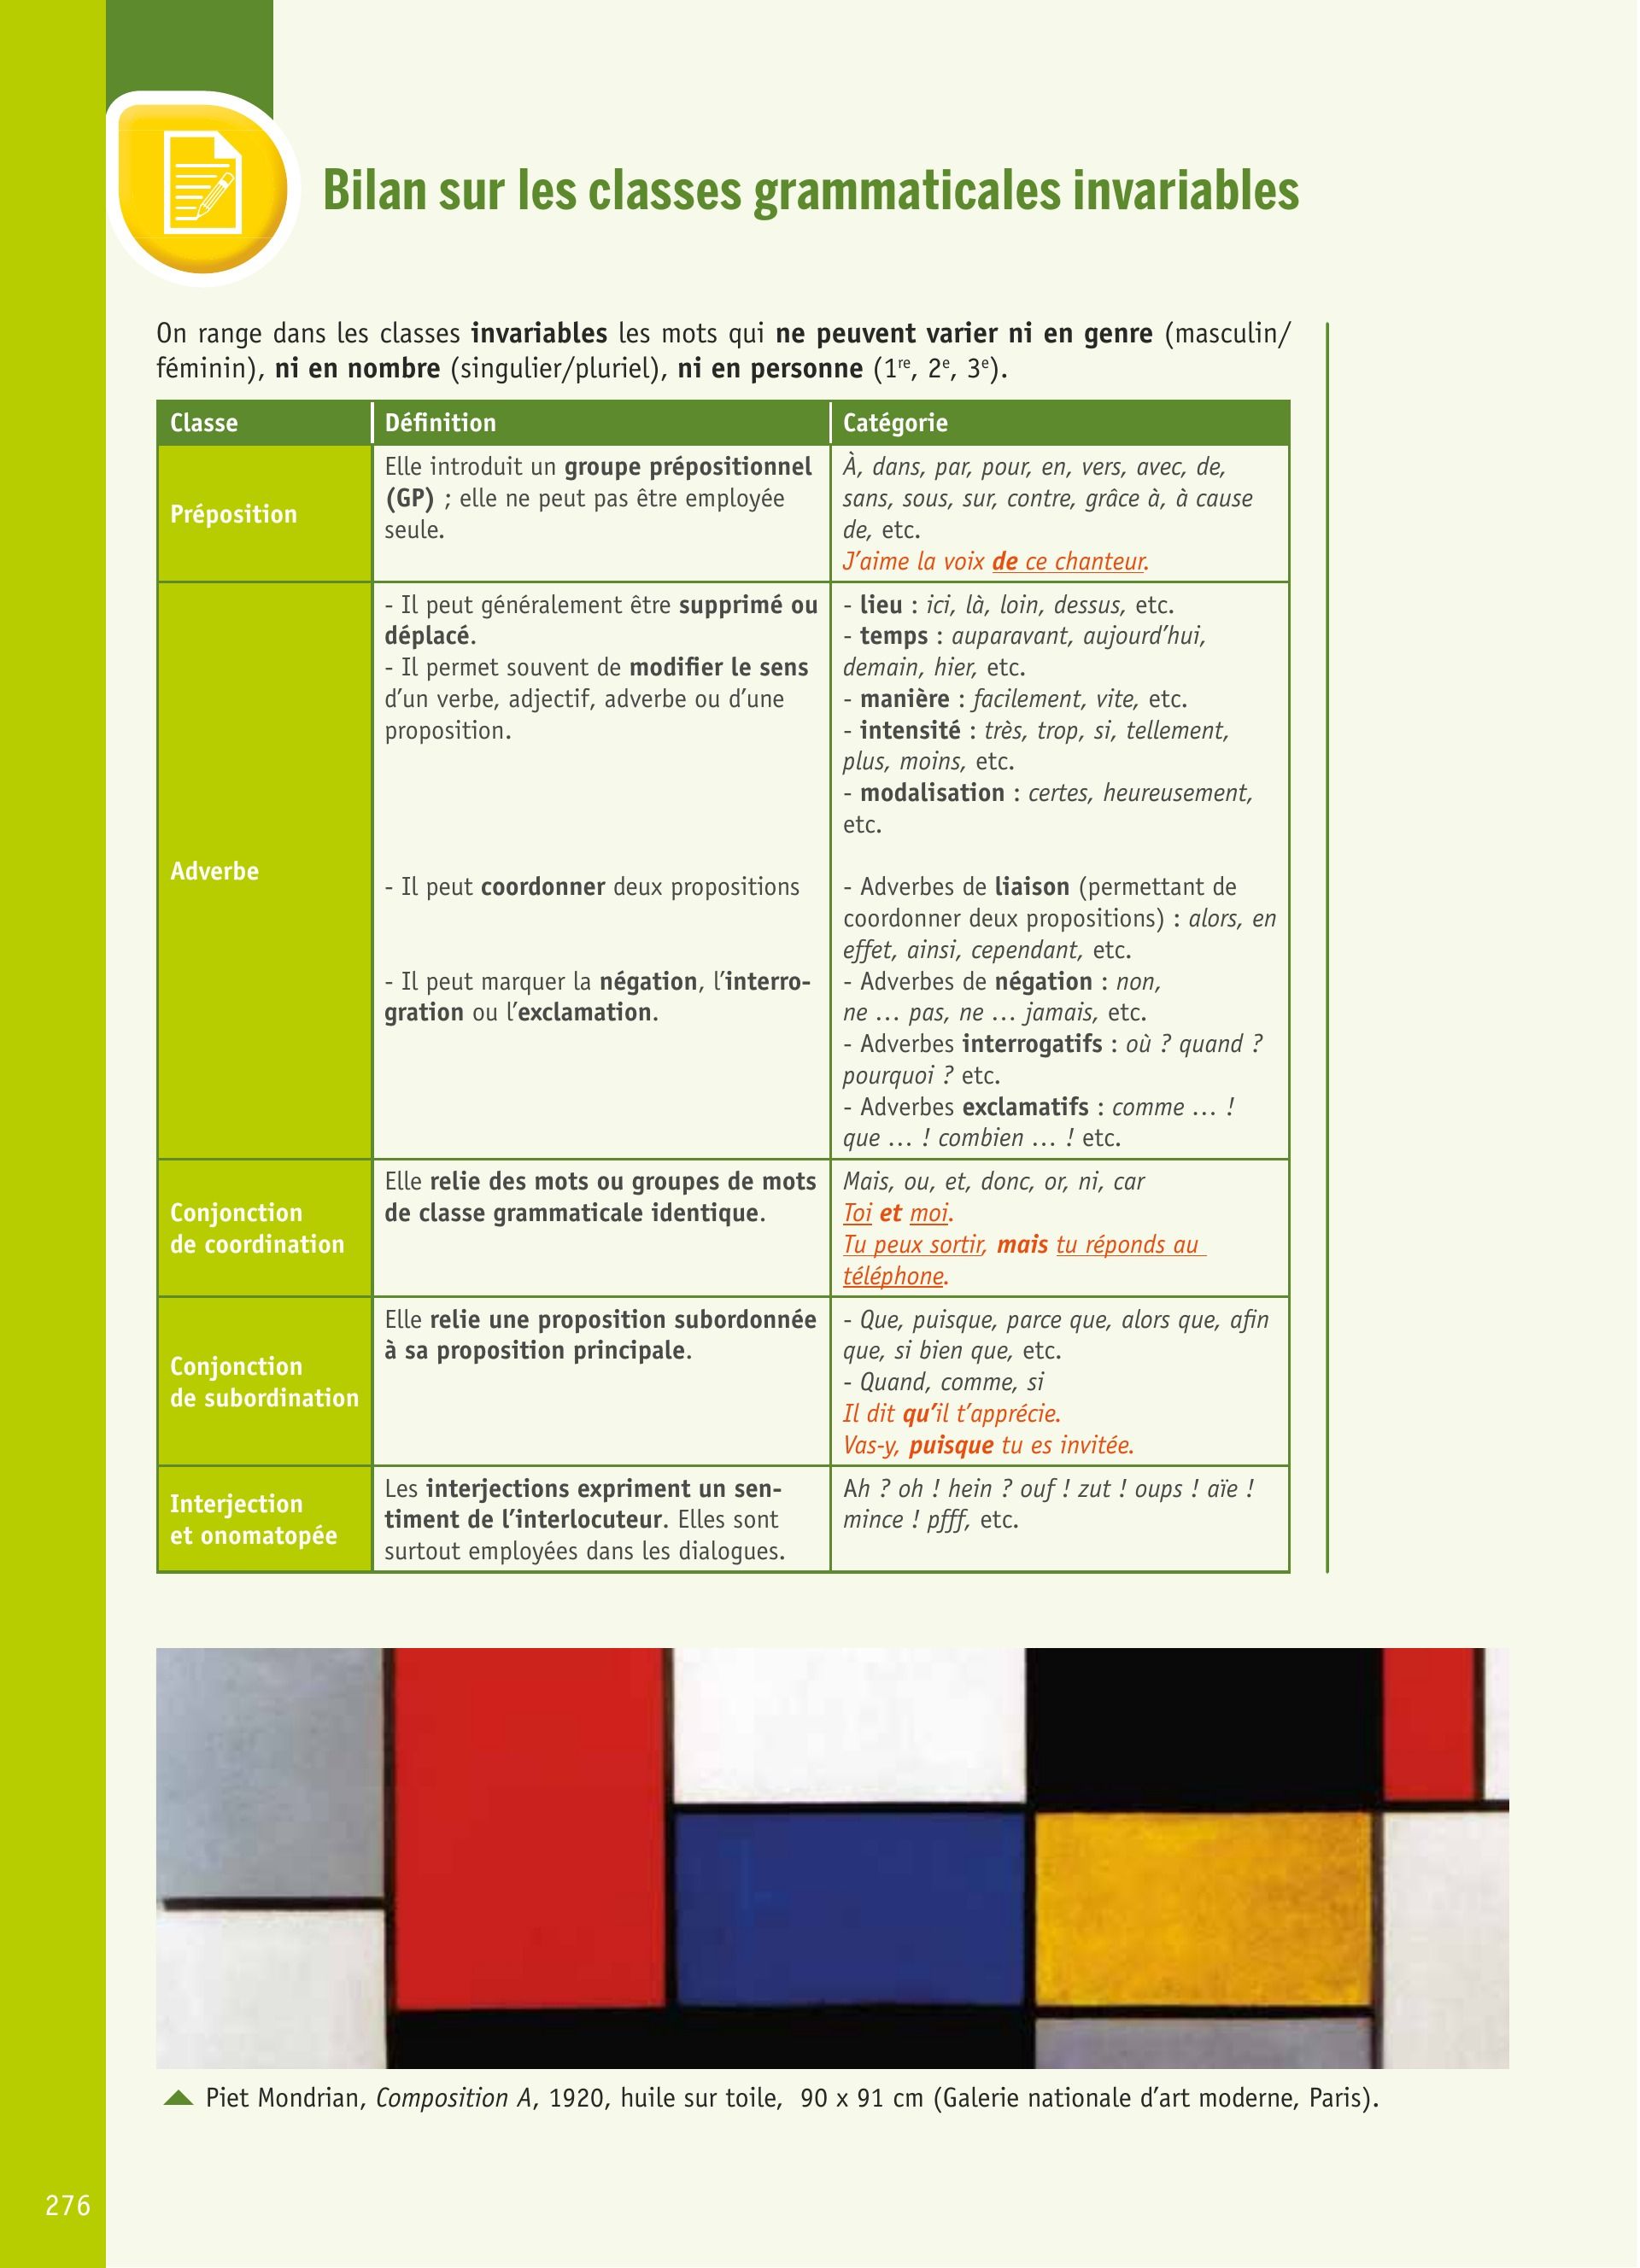 Bilan sur les classes grammaticales invariables
On range dans les classes invariables les mots qui ne peuvent varier ni en genre (masculin/
féminin), ni en nombre (singulier/pluriel), ni en personne (1re, 2e, 3e).
Classe
Définition
Catégorie
Préposition
Elle introduit un groupe prépositionnel
(GP) ; elle ne peut pas être employée
seule.
À, dans, par, pour, en, vers, avec, de,
sans, sous, sur, contre, grâce à, à cause
de, etc.
J'aime la voix de ce chanteur.
Adverbe
- Il peut généralement être supprimé ou
déplacé.
- Il permet souvent de modifier le sens
d'un verbe, adjectif, adverbe ou d'une
proposition.
- Il peut coordonner deux propositions
- Il peut marquer la négation, l'interro-
gration ou l'exclamation.
- lieu : ici, là, loin, dessus, etc.
- temps : auparavant, aujourd'hui,
demain, hier, etc.
- manière : facilement, vite, etc.
- intensité : très, trop, si, tellement,
plus, moins, etc.
- modalisation : certes, heureusement,
etc.
- Adverbes de liaison (permettant de
coordonner deux propositions) : alors, en
effet, ainsi, cependant, etc.
- Adverbes de négation : non,
ne ... pas, ne ... jamais, etc.
- Adverbes interrogatifs : où ? quand ?
pourquoi ? etc.
- Adverbes exclamatifs : comme ... !
que ... ! combien ... ! etc.
Conjonction
de coordination
Elle relie des mots ou groupes de mots
de classe grammaticale identique.
Mais, ou, et, donc, or, ni, car
Toi et moi.
Tu peux sortir, mais tu réponds au
téléphone.
Conjonction
de subordination
Elle relie une proposition subordonnée
à sa proposition principale.
- Que, puisque, parce que, alors que, afin
que, si bien que, etc.
- Quand, comme, si
Il dit qu'il t'apprécie.
Vas-y, puisque tu es invitée.
Interjection
et onomatopée
Les interjections expriment un sen-
timent de l'interlocuteur. Elles sont
surtout employées dans les dialogues.
Ah ? oh ! hein ? ouf ! zut ! oups ! aïe !
mince ! pfff, etc.
Piet Mondrian, Composition A, 1920, huile sur toile, 90 x 91 cm (Galerie nationale d'art moderne, Paris).
276